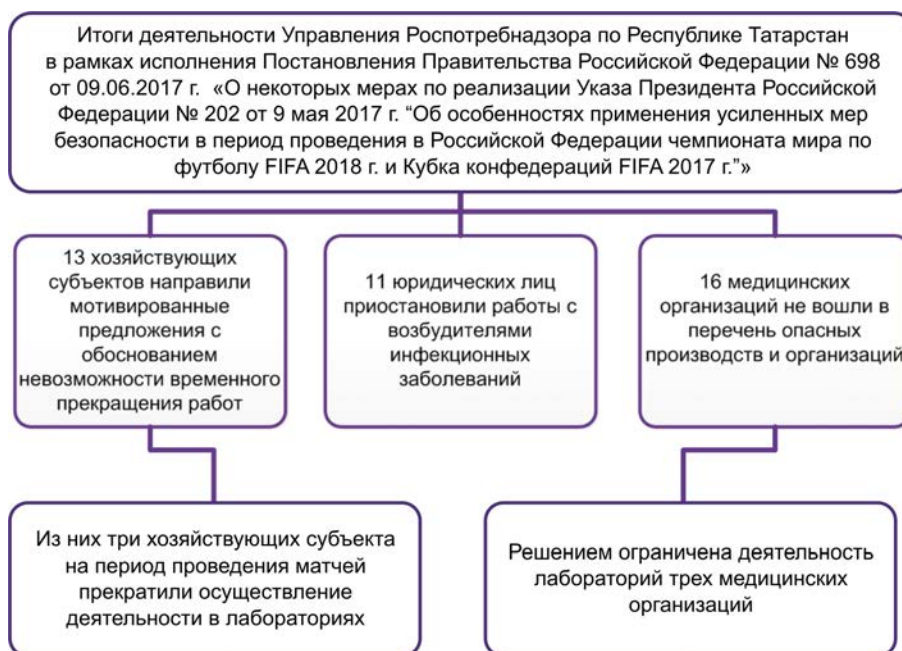 Итоги деятельности Управления Роспотребнадзора по Республике Татарстан
в рамках исполнения Постановления Правительства Российской Федерации № 698
от 09.06.2017 г. «О некоторых мерах по реализации Указа Президента Российской
Федерации № 202 от 9 мая 2017 г. “Об особенностях применения усиленных мер
безопасности в период проведения в Российской Федерации чемпионата мира по
футболу FIFA 2018 г. и Кубка конфедераций FIFA 2017 г.”»
13 хозяйствующих
субъектов направили
мотивированные
предложения с
обоснованием
невозможности временного
прекращения работ
11 юридических лиц
приостановили работы с
возбудителями
инфекционных
заболеваний
16 медицинских
организаций не вошли в
перечень опасных
производств и организаций
Из них три хозяйствующих субъекта
на период проведения матчей
прекратили осуществление
деятельности в лабораториях
Решением ограничена деятельность
лабораторий трех медицинских
организаций